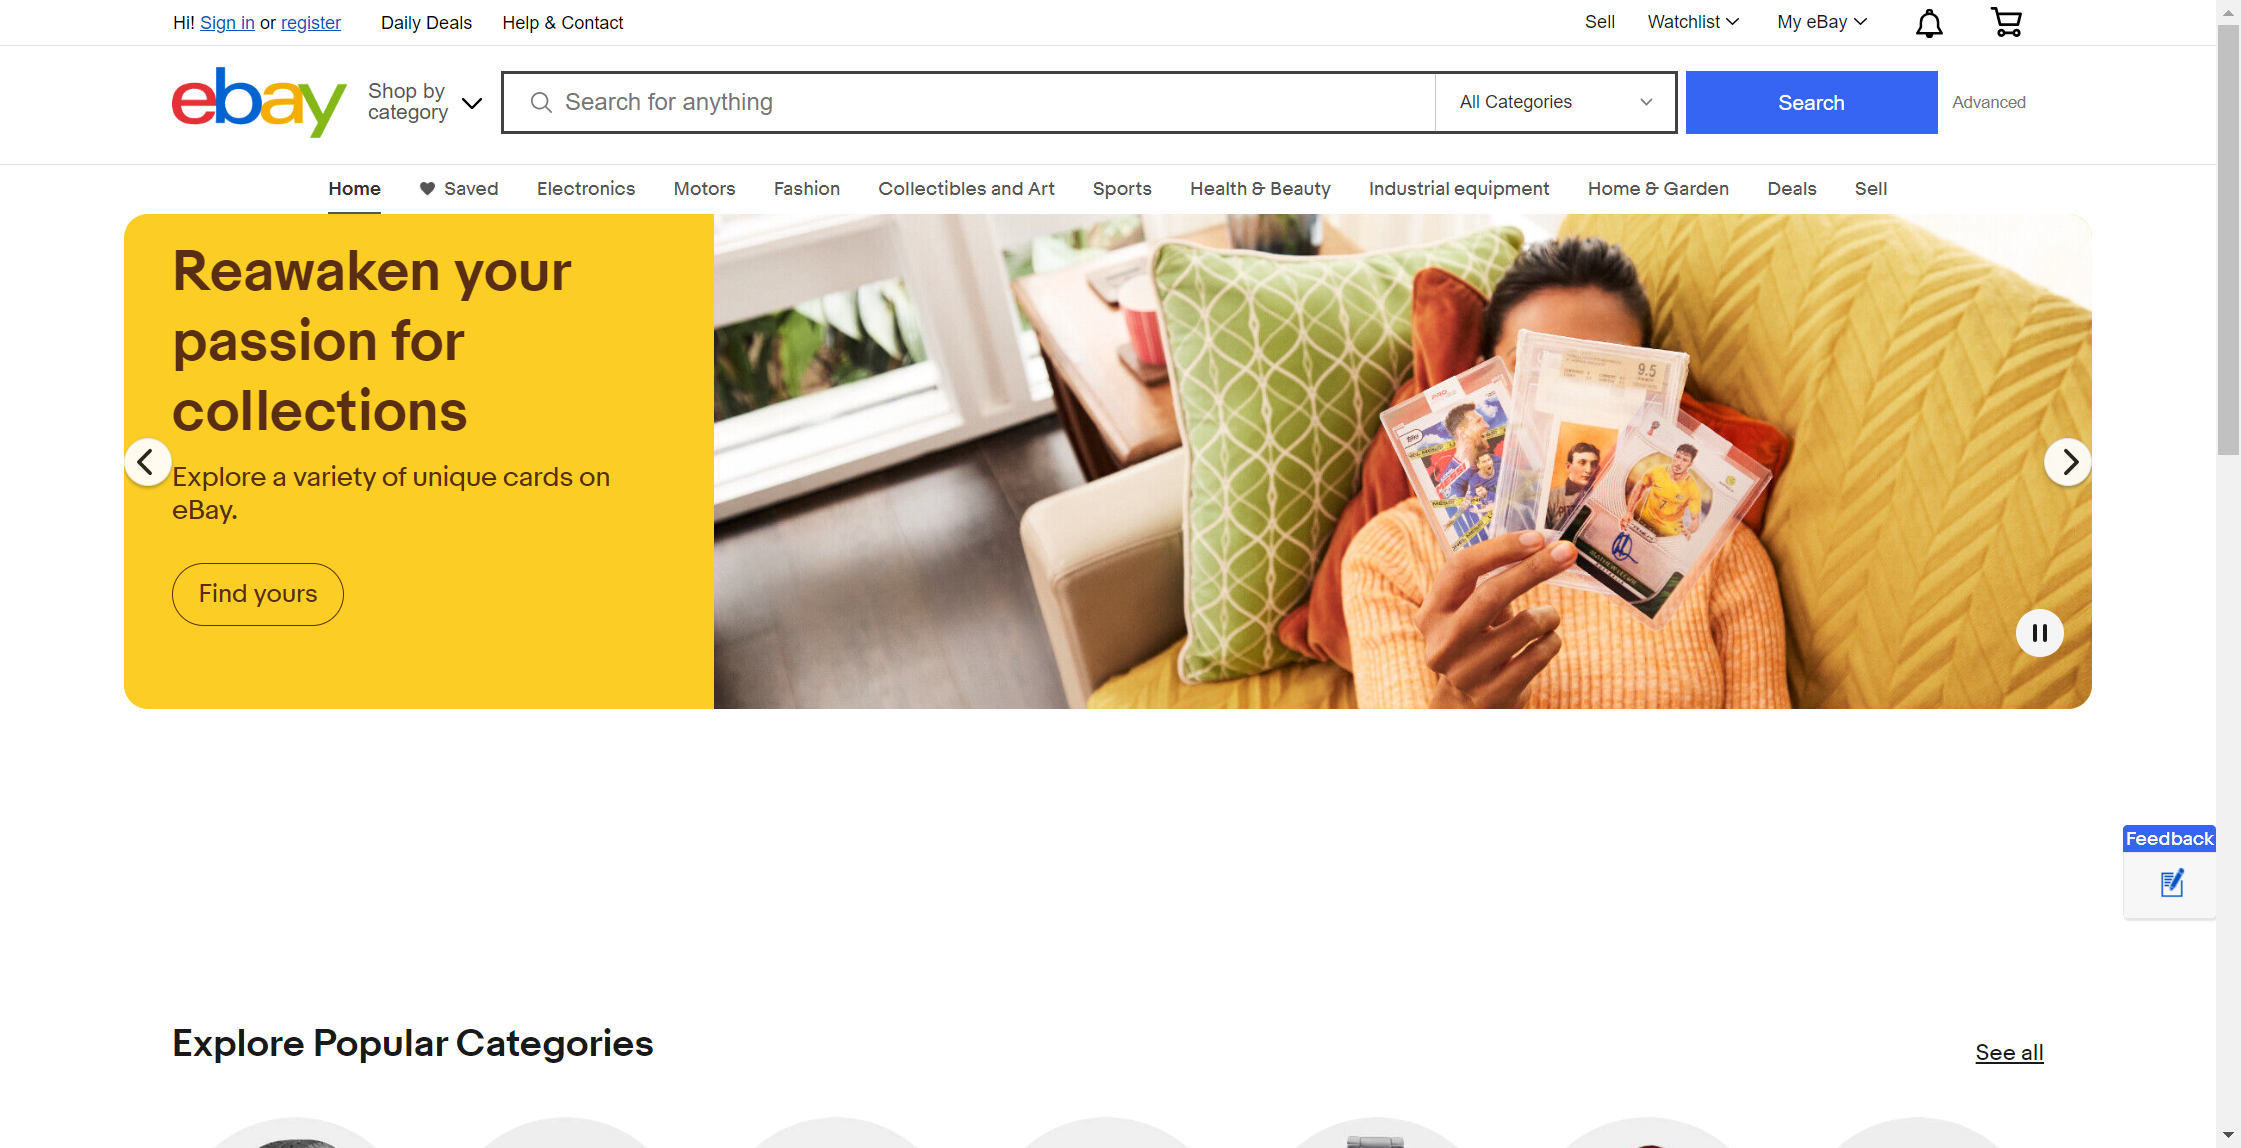 Hi! Sign in or register
Daily Deals
Help & Contact
Sell
Watchlist
My eBay
ebay
Shop by
category
Search for anything
All Categories
Search
Advanced
Home
Saved
Electronics
Motors
Fashion
Collectibles and Art
Sports
Health & Beauty
Industrial equipment
Home & Garden
Deals
Sell
Reawaken your
passion for
collections
Explore a variety of unique cards on
eBay.
Find yours
9.5
Feedback
Explore Popular Categories
See all